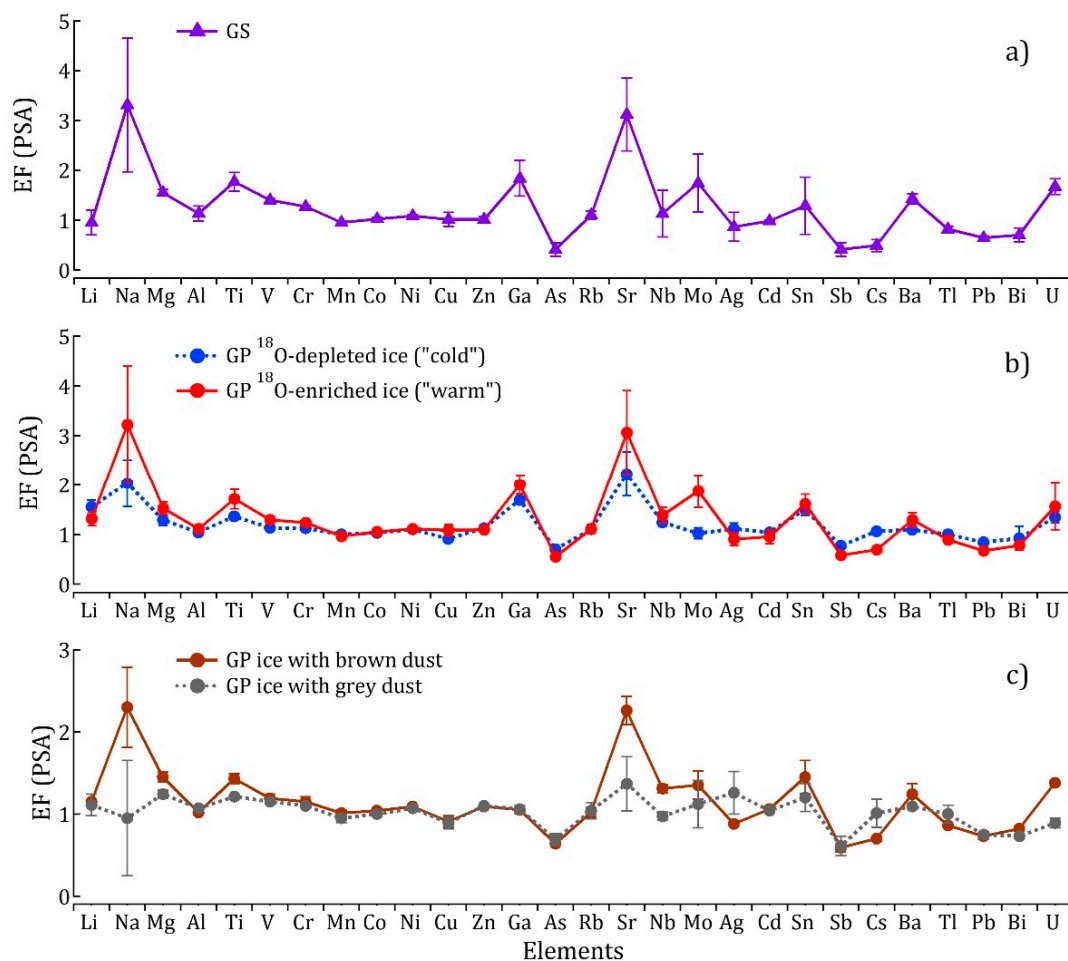 5
GS
a)
4
3
EF (PSA)
2
1
0
Li Na Mg Al Ti V Cr Mn Co Ni Cu Zn Ga As Rb Sr Nb Mo Ag Cd Sn Sb Cs Ba Tl Pb Bi U
5
GP 18O-depleted ice ("cold")
b)
GP 18O-enriched ice ("warm")
4
3
EF (PSA)
2
1
0
Li Na Mg Al Ti V Cr Mn Co Ni Cu Zn Ga As Rb Sr Nb Mo Ag Cd Sn Sb Cs Ba Tl Pb Bi U
3
GP ice with brown dust
c)
GP ice with grey dust
2
EF (PSA)
1
0
Li Na Mg Al Ti V Cr Mn Co Ni Cu Zn Ga As Rb Sr Nb Mo Ag Cd Sn Sb Cs Ba Tl Pb Bi U
Elements